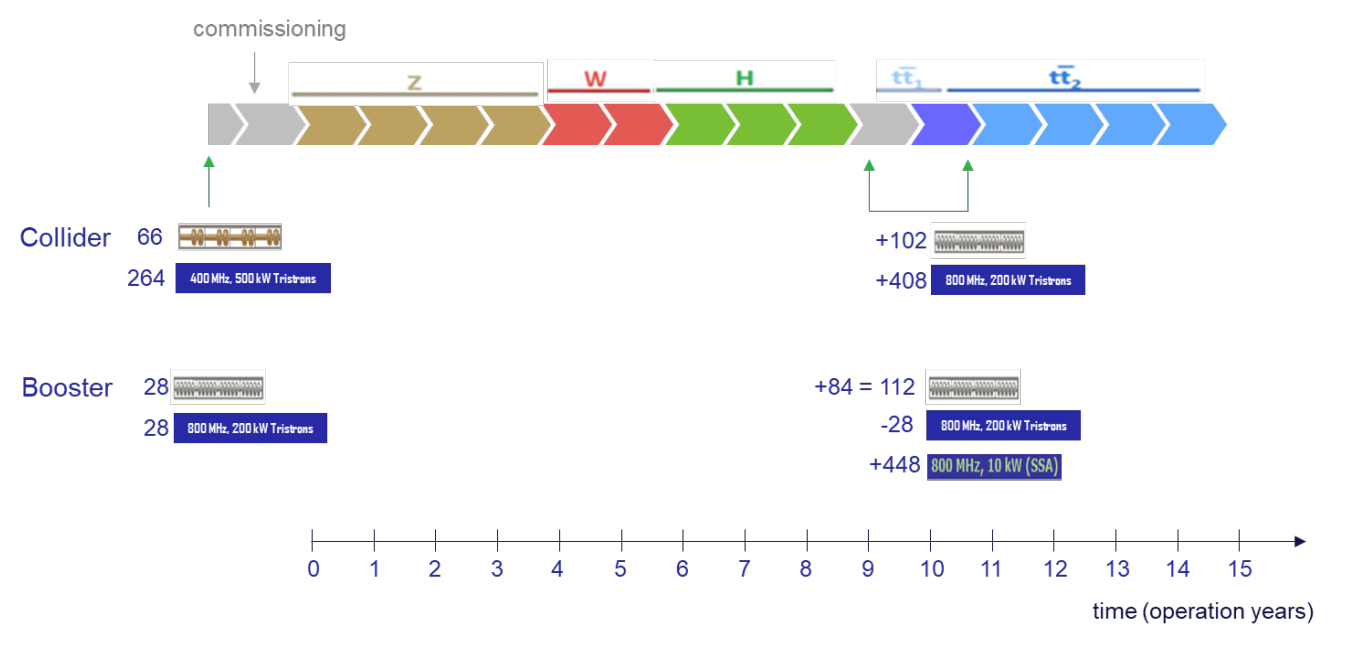 commissioning
Z
W
H
tt̅₁
tt̅₂
Collider
66
264
400 MHz, 500 kW Tristrons
+102
+408
800 MHz, 200 kW Tristrons
Booster
28
28
800 MHz, 200 kW Tristrons
+84 = 112
-28
800 MHz, 200 kW Tristrons
+448
800 MHz, 10 kW (SSA)
0 1 2 3 4 5 6 7 8 9 10 11 12 13 14 15
time (operation years)